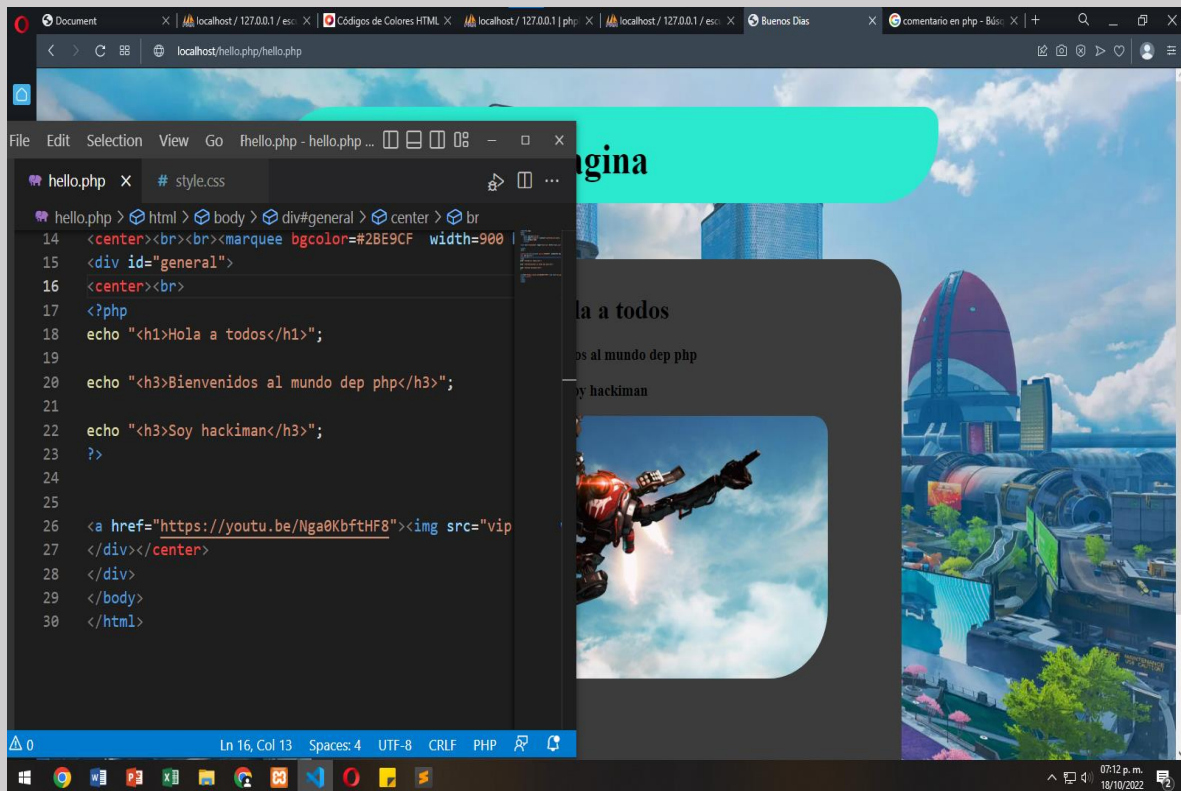 Document
localhost / 127.0.0.1 / escu
Códigos de Colores HTML
localhost / 127.0.0.1 | php
localhost / 127.0.0.1 / esc
Buenos Dias
comentario en php - Búsq
localhost/hello.php/hello.php
agina
File Edit Selection View Go hello.php - hello.php ...
hello.php # style.css
hello.php > html > body > div#general > center > br
14 <center><br><br><marquee bgcolor=#2BE9CF width=900
15 <div id="general">
16 <center><br>
17 <?php
18 echo "<h1>Hola a todos</h1>";
19
20 echo "<h3>Bienvenidos al mundo dep php</h3>";
21
22 echo "<h3>Soy hackiman</h3>";
23 ?>
24
25
26 <a href="https://youtu.be/Nga0KbftHF8"><img src="vip
27 </div></center>
28 </div>
29 </body>
30 </html>
la a todos
os al mundo dep php
oy hackiman
0 Ln 16, Col 13 Spaces: 4 UTF-8 CRLF PHP
07:12 p. m.
18/10/2022
2